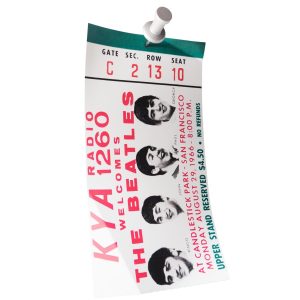 GATE SEC. ROW SEAT
C 2 13 10
KYA RADIO 1260
WELCOMES
THE BEATLES
AT CANDLESTICK PARK - SAN FRANCISCO
MONDAY AUGUST 29, 1966 - 8:00 P.M.
UPPER STAND RESERVED $4.50 • NO REFUNDS